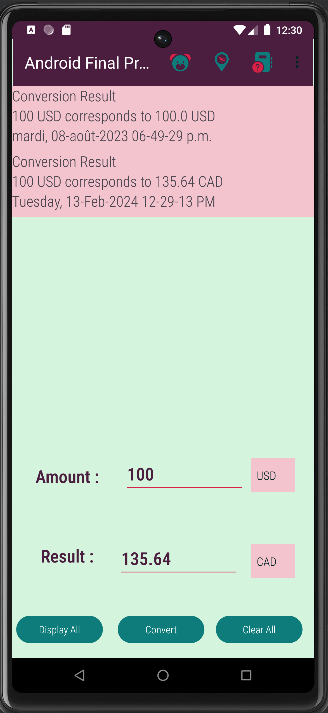 12:30
Android Final Pr...
Conversion Result
100 USD corresponds to 100.0 USD
mardi, 08-août-2023 06-49-29 p.m.
Conversion Result
100 USD corresponds to 135.64 CAD
Tuesday, 13-Feb-2024 12-29-13 PM
Amount : 100 USD
Result : 135.64 CAD
Display All Convert Clear All